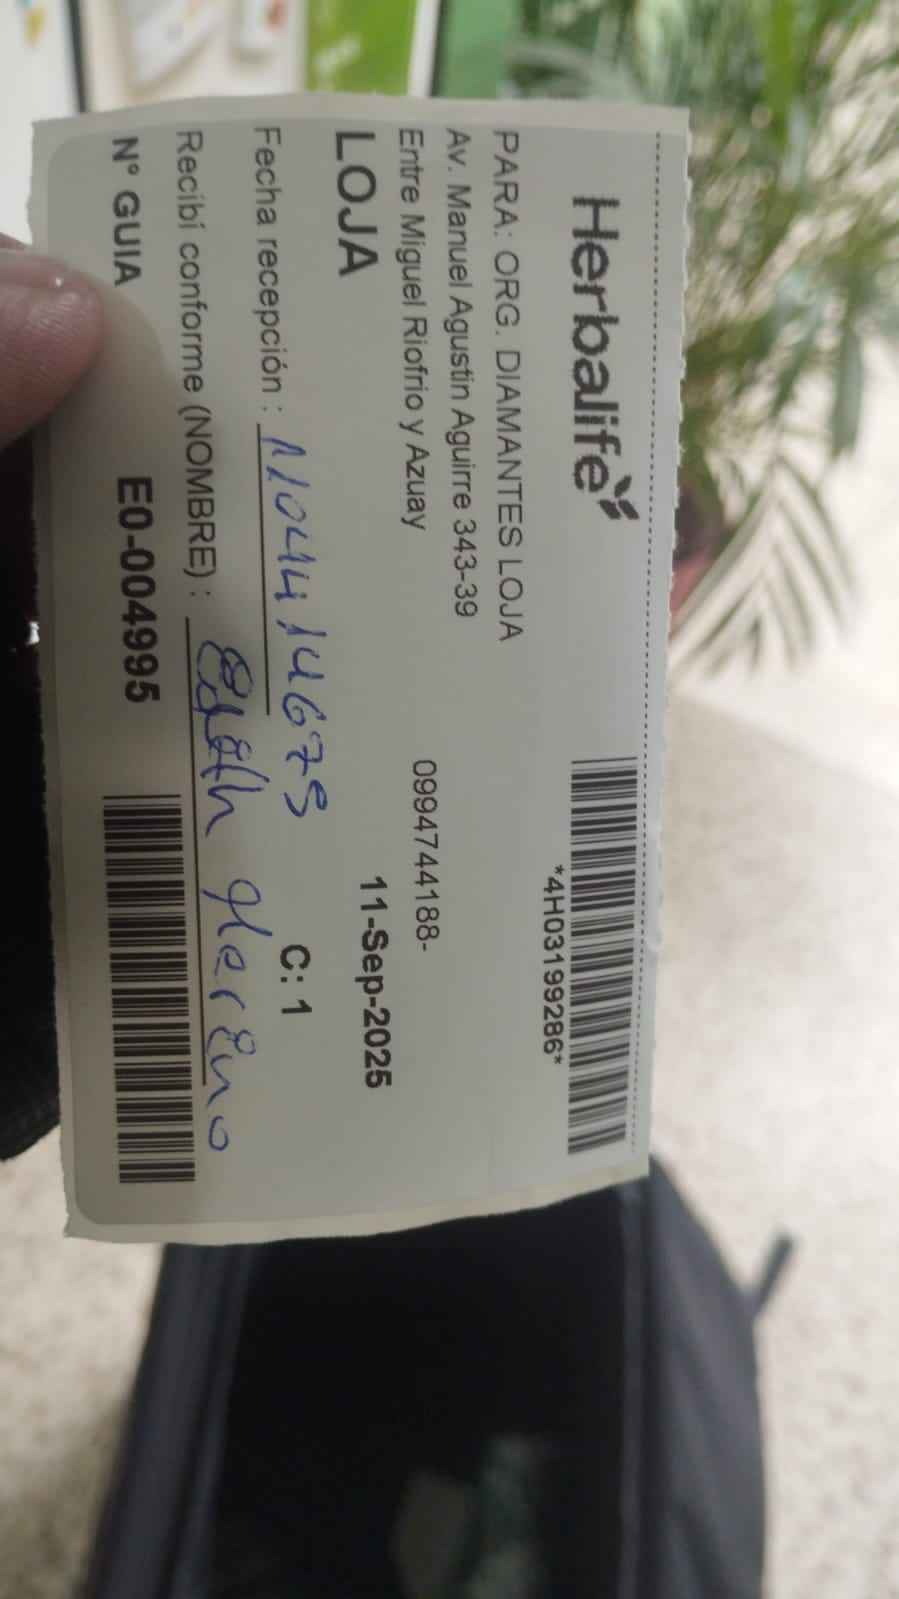 Herbalife
*4H03199286*
PARA: ORG. DIAMANTES LOJA
Av. Manuel Agustin Aguirre 343-39
Entre Miguel Riofrio y Azuay
0994744188-
LOJA
11-Sep-2025
Fecha recepción : 1104414675
C: 1
Recibí conforme (NOMBRE) :
N° GUIA
E0-004995